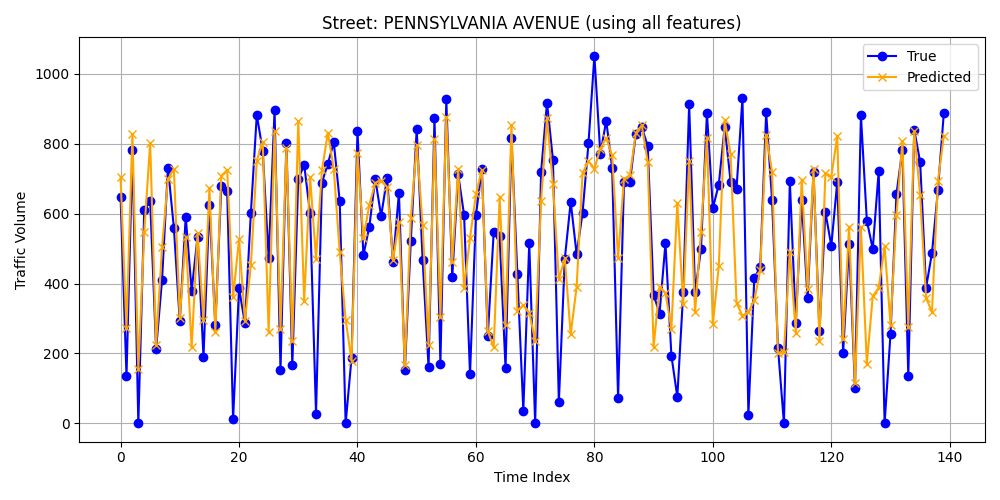 Street: PENNSYLVANIA AVENUE (using all features)
True
Predicted
Traffic Volume
1000
800
600
400
200
0
0 20 40 60 80 100 120 140
Time Index